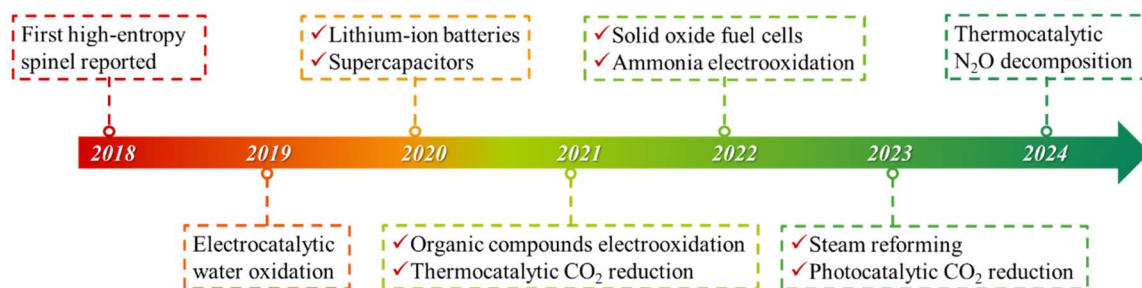 First high-entropy
spinel reported
✓Lithium-ion batteries
✓Supercapacitors
✓Solid oxide fuel cells
✓Ammonia electrooxidation
Thermocatalytic
N₂O decomposition
2018 2019 2020 2021 2022 2023 2024
Electrocatalytic
water oxidation
✓Organic compounds electrooxidation
✓Thermocatalytic CO₂ reduction
✓Steam reforming
✓Photocatalytic CO₂ reduction